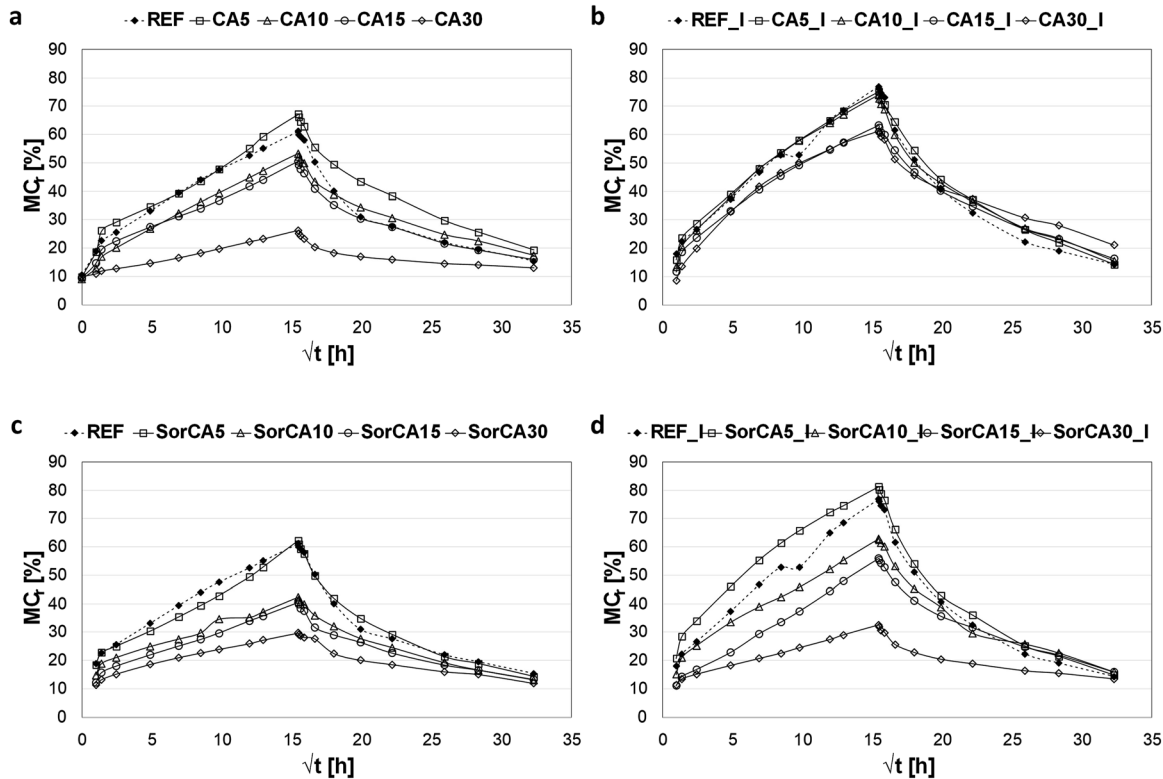 a REF CA5 CA10 CA15 CA30
90
80
70
60
50
40
30
20
10
0
MCr [%]
0 5 10 15 20 25 30 35
√t [h]
b REF_I CA5_I CA10_I CA15_I CA30_I
90
80
70
60
50
40
30
20
10
0
MCr [%]
0 5 10 15 20 25 30 35
√t [h]
c REF SorCA5 SorCA10 SorCA15 SorCA30
90
80
70
60
50
40
30
20
10
0
MCr [%]
0 5 10 15 20 25 30 35
√t [h]
d REF_I SorCA5_I SorCA10_I SorCA15_I SorCA30_I
90
80
70
60
50
40
30
20
10
0
MCr [%]
0 5 10 15 20 25 30 35
√t [h]